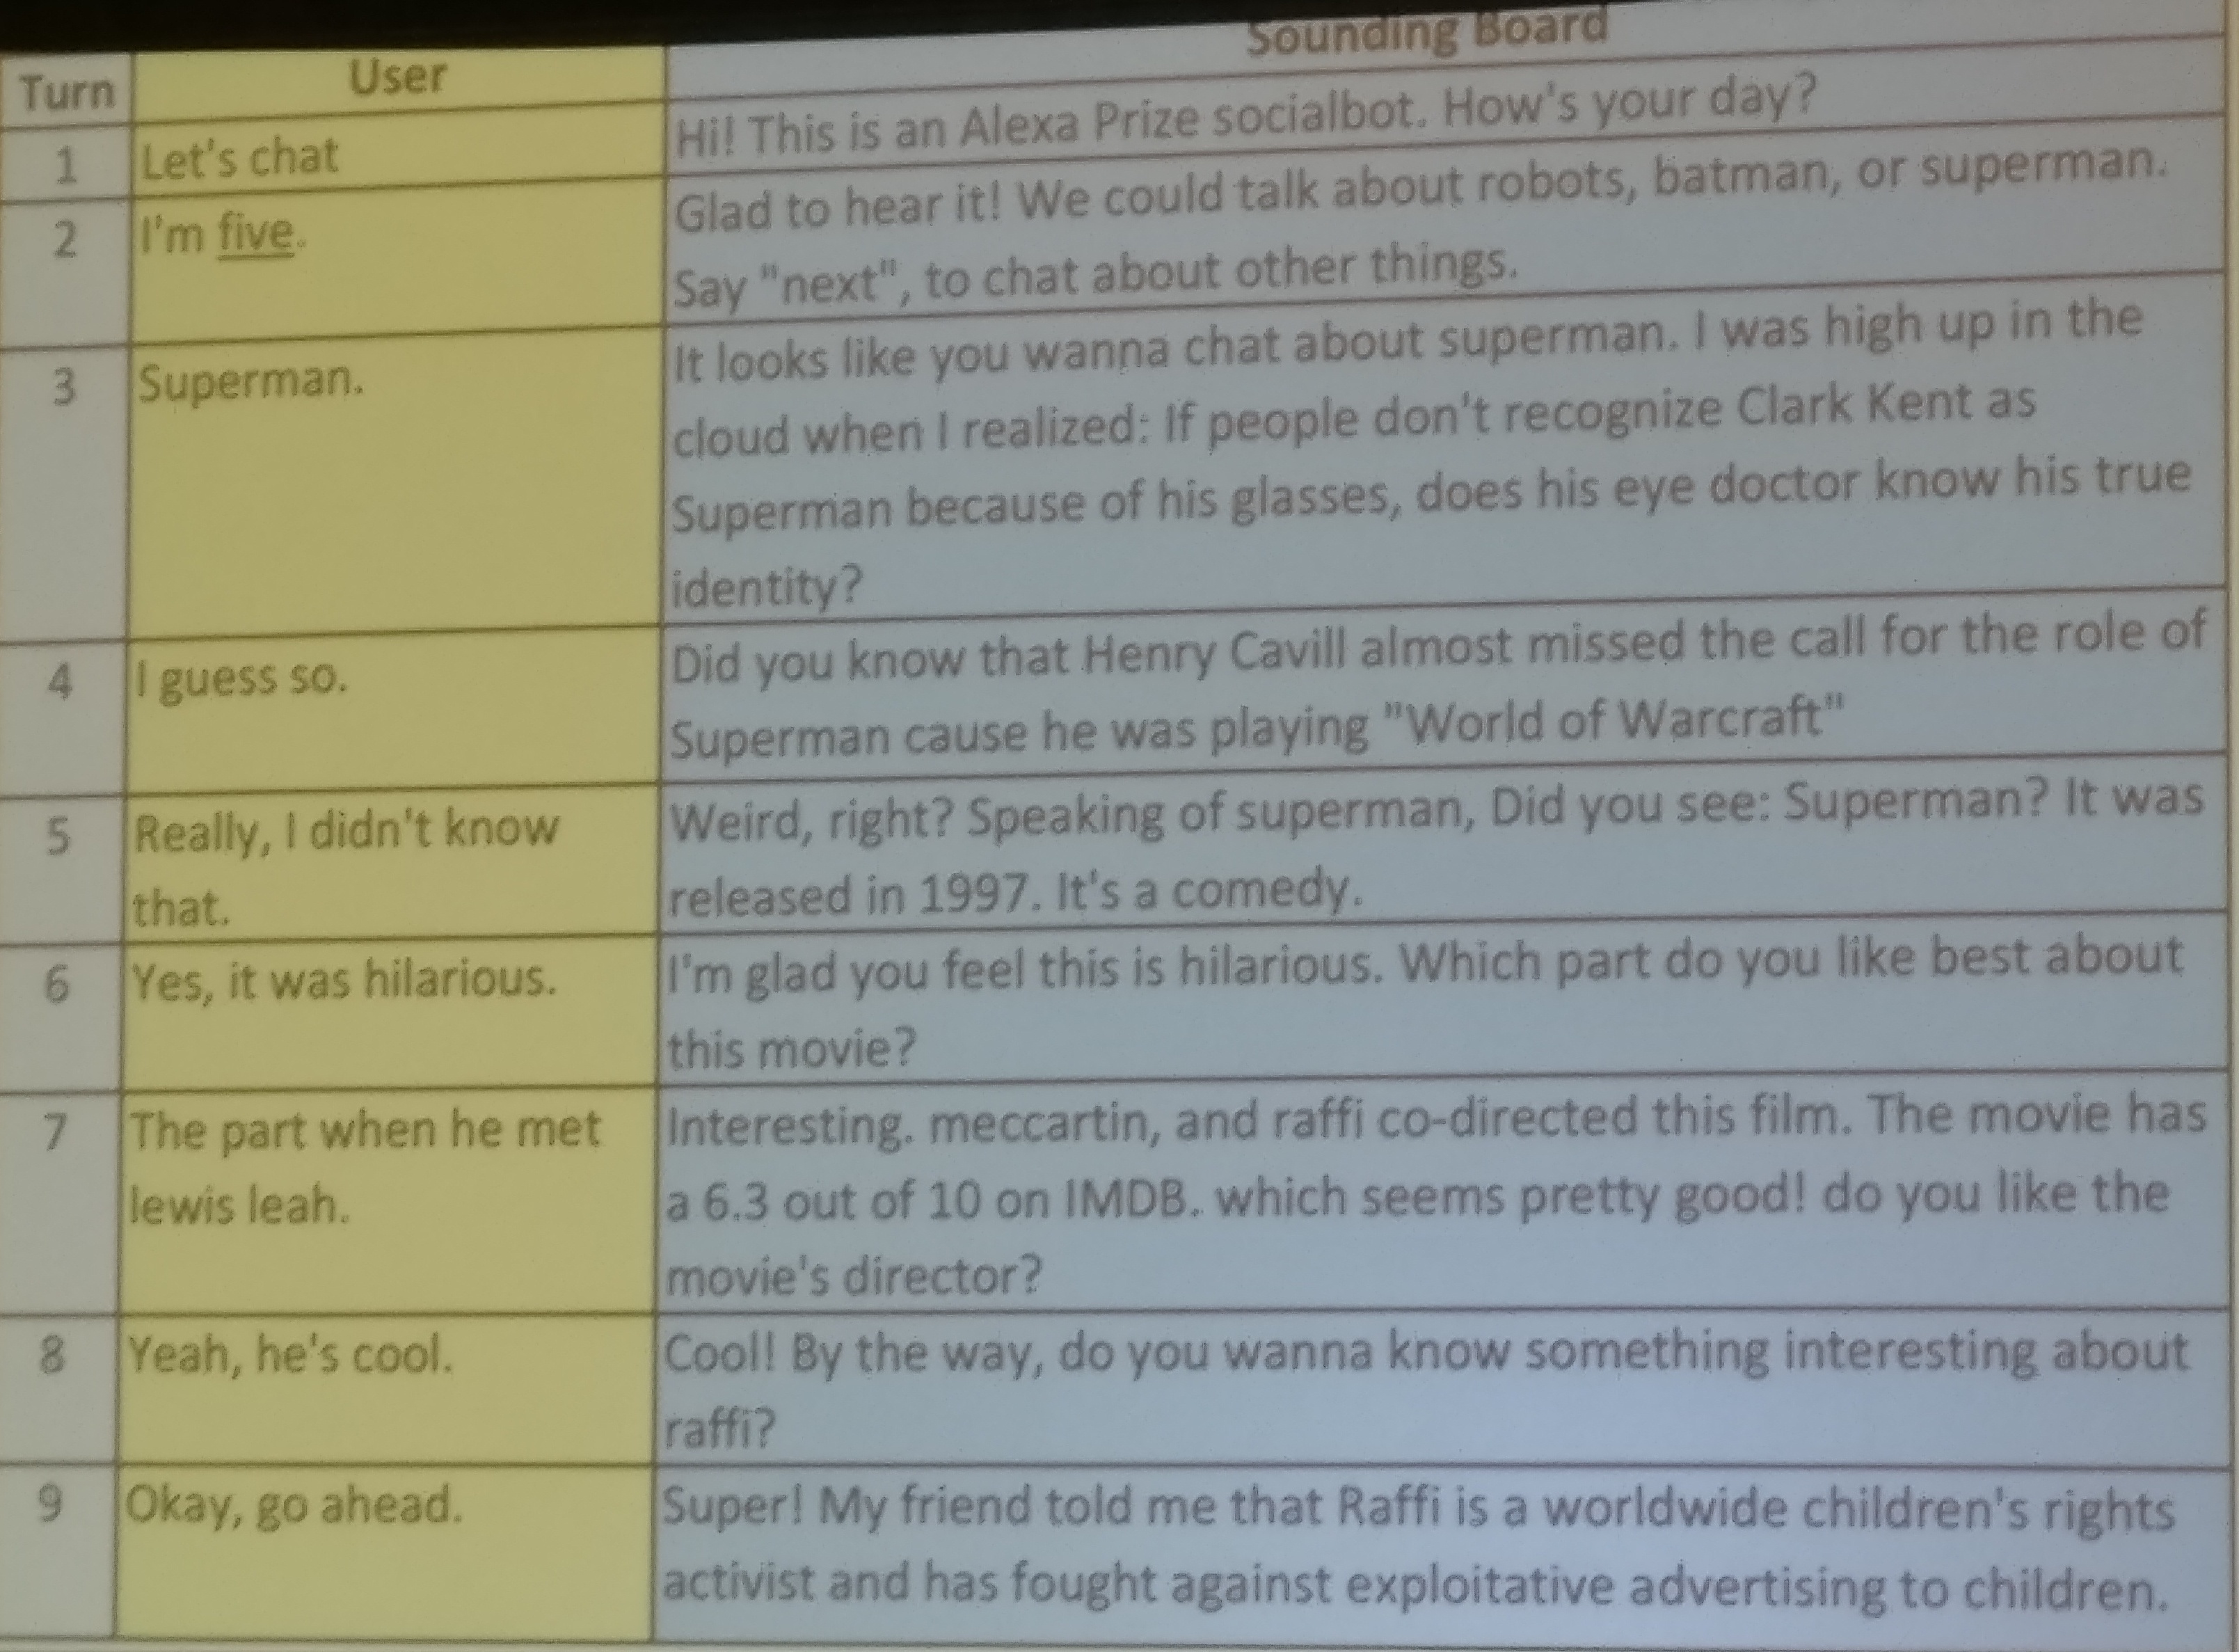 Sounding Board
Turn
User
1
Let's chat
Hi! This is an Alexa Prize socialbot. How's your day?
2
I'm five.
Glad to hear it! We could talk about robots, batman, or superman.
Say "next", to chat about other things.
3
Superman.
It looks like you wanna chat about superman. I was high up in the
cloud when I realized: If people don't recognize Clark Kent as
Superman because of his glasses, does his eye doctor know his true
identity?
4
I guess so.
Did you know that Henry Cavill almost missed the call for the role of
Superman cause he was playing "World of Warcraft"
5
Really, I didn't know
that.
Weird, right? Speaking of superman, Did you see: Superman? It was
released in 1997. It's a comedy.
6
Yes, it was hilarious.
I'm glad you feel this is hilarious. Which part do you like best about
this movie?
7
The part when he met
lewis leah.
Interesting. meccartin, and raffi co-directed this film. The movie has
a 6.3 out of 10 on IMDB. which seems pretty good! do you like the
movie's director?
8
Yeah, he's cool.
Cool! By the way, do you wanna know something interesting about
raffi?
9
Okay, go ahead.
Super! My friend told me that Raffi is a worldwide children's rights
activist and has fought against exploitative advertising to children.